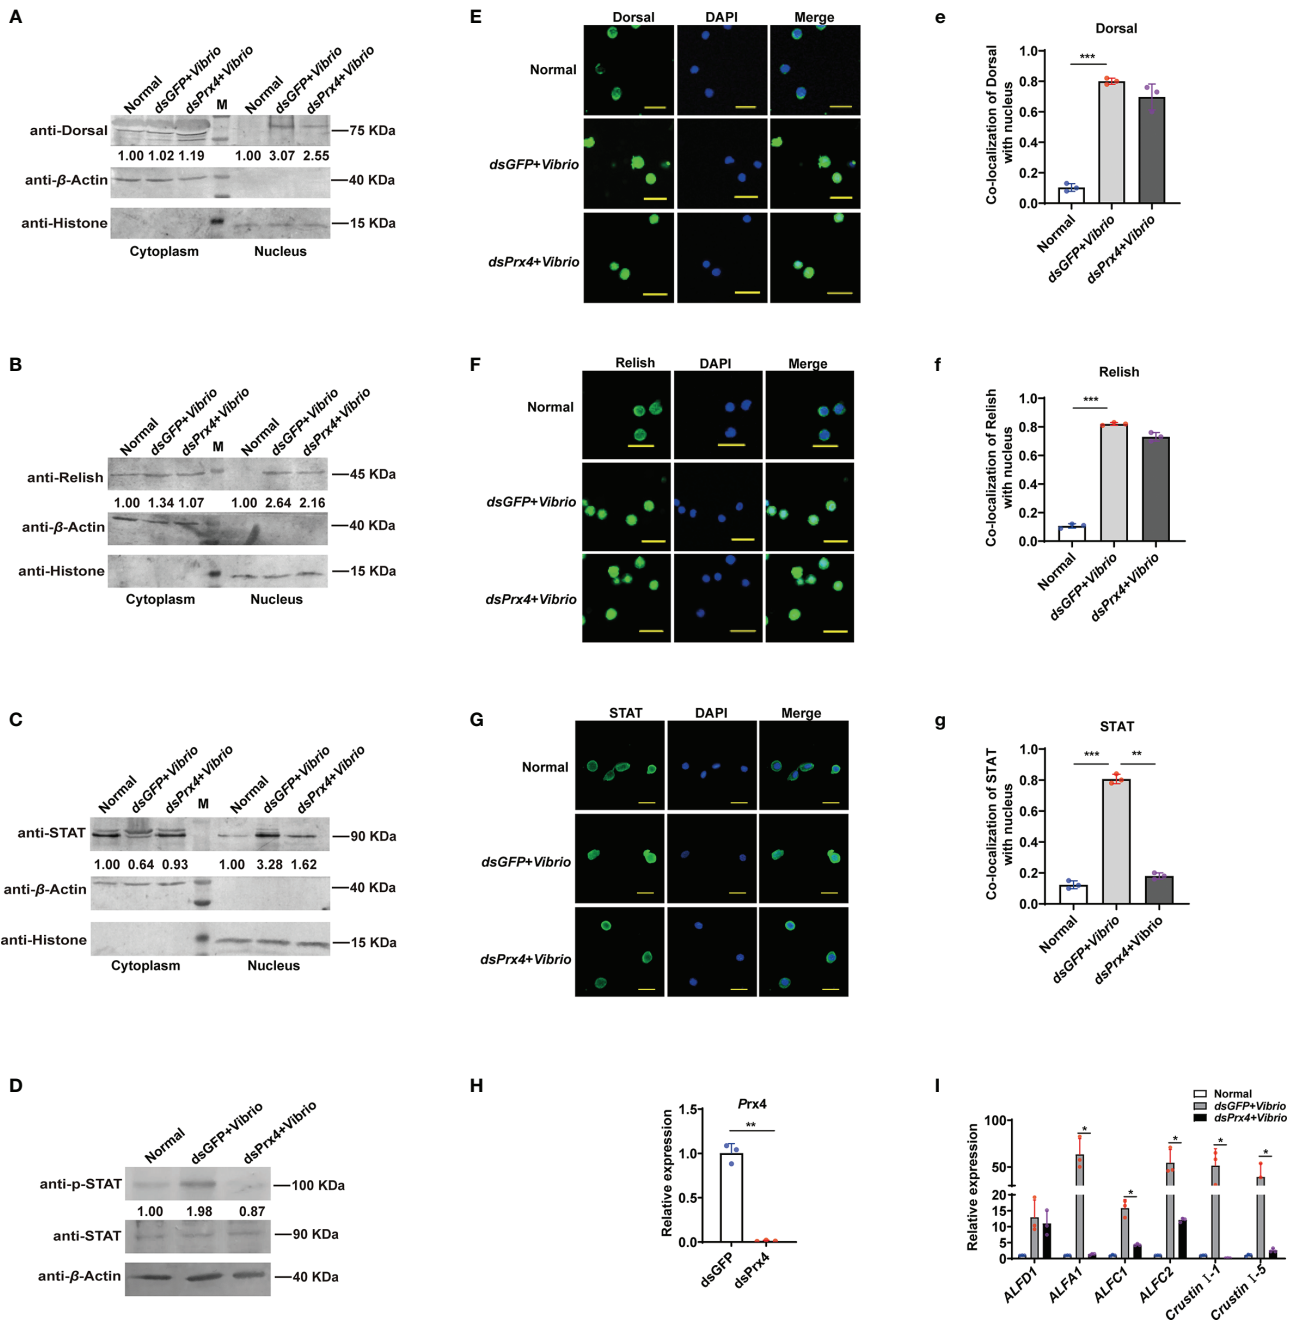 A
Normal
dsGFP+Vibrio
dsPrx4+Vibrio
M
Normal
dsGFP+Vibrio
dsPrx4+Vibrio
anti-Dorsal
75 KDa
1.00 1.02 1.19 1.00 3.07 2.55
anti-β-Actin
40 KDa
anti-Histone
15 KDa
Cytoplasm Nucleus
E
Dorsal DAPI Merge
Normal
dsGFP+Vibrio
dsPrx4+Vibrio
e
Dorsal
Co-localization of Dorsal
with nucleus
1.0
0.8
0.6
0.4
0.2
0.0
***
Normal
dsGFP+Vibrio
dsPrx4+Vibrio
B
Normal
dsGFP+Vibrio
dsPrx4+Vibrio
M
Normal
dsGFP+Vibrio
dsPrx4+Vibrio
anti-Relish
45 KDa
1.00 1.34 1.07 1.00 2.64 2.16
anti-β-Actin
40 KDa
anti-Histone
15 KDa
Cytoplasm Nucleus
F
Relish DAPI Merge
Normal
dsGFP+Vibrio
dsPrx4+Vibrio
f
Relish
Co-localization of Relish
with nucleus
1.0
0.8
0.6
0.4
0.2
0.0
***
Normal
dsGFP+Vibrio
dsPrx4+Vibrio
C
Normal
dsGFP+Vibrio
dsPrx4+Vibrio
M
Normal
dsGFP+Vibrio
dsPrx4+Vibrio
anti-STAT
90 KDa
1.00 0.64 0.93 1.00 3.28 1.62
anti-β-Actin
40 KDa
anti-Histone
15 KDa
Cytoplasm Nucleus
G
STAT DAPI Merge
Normal
dsGFP+Vibrio
dsPrx4+Vibrio
g
STAT
Co-localization of STAT
with nucleus
1.0
0.8
0.6
0.4
0.2
0.0
*** **
Normal
dsGFP+Vibrio
dsPrx4+Vibrio
D
Normal
dsGFP+Vibrio
dsPrx4+Vibrio
anti-p-STAT
100 KDa
1.00 1.98 0.87
anti-STAT
90 KDa
anti-β-Actin
40 KDa
H
Prx4
Relative expression
1.5
1.0
0.5
0.0
**
dsGFP
dsPrx4
I
Normal
dsGFP+Vibrio
dsPrx4+Vibrio
Relative expression
100
50
20
15
10
5
0
* * * * *
ALFD1
ALFA1
ALFC1
ALFC2
Crustin I-1
Crustin I-5